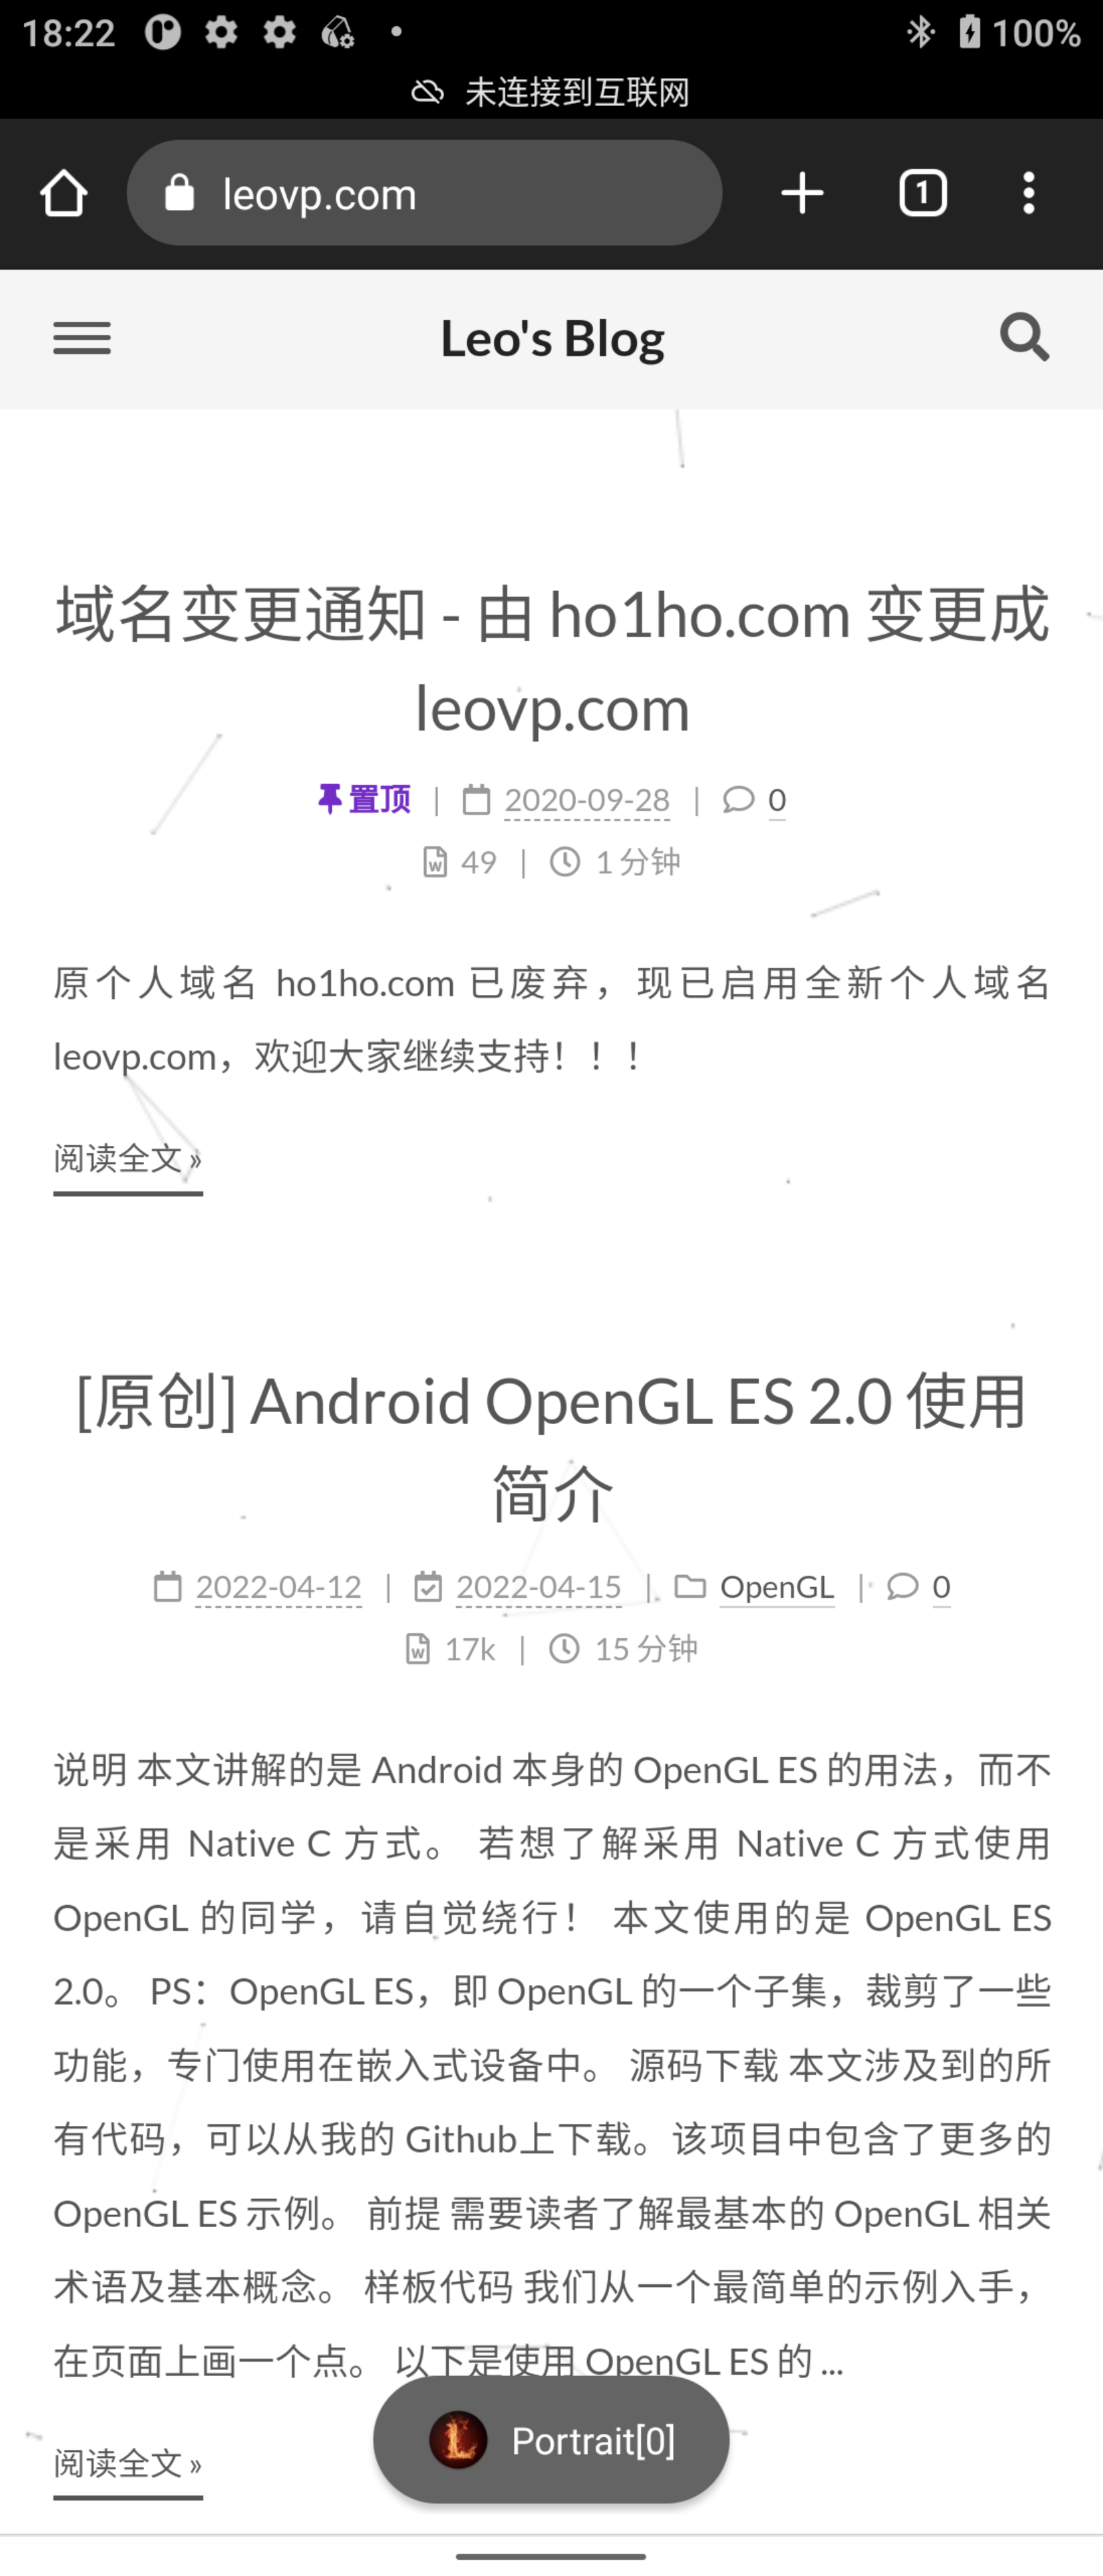 18:22
100%
未连接到互联网
leovp.com
1
Leo's Blog
域名变更通知 - 由 ho1ho.com 变更成
leovp.com
置顶 | 2020-09-28 | 0
49 | 1 分钟
原个人域名 ho1ho.com 已废弃，现已启用全新个人域名
leovp.com，欢迎大家继续支持！！！
阅读全文 »
[原创] Android OpenGL ES 2.0 使用
简介
2022-04-12 | 2022-04-15 | OpenGL | 0
17k | 15 分钟
说明 本文讲解的是 Android 本身的 OpenGL ES 的用法，而不
是采用 Native C 方式。 若想了解采用 Native C 方式使用
OpenGL 的同学，请自觉绕行！ 本文使用的是 OpenGL ES
2.0。 PS：OpenGL ES，即 OpenGL 的一个子集，裁剪了一些
功能，专门使用在嵌入式设备中。 源码下载 本文涉及到的所
有代码，可以从我的 Github上下载。该项目中包含了更多的
OpenGL ES 示例。 前提 需要读者了解最基本的 OpenGL 相关
术语及基本概念。 样板代码 我们从一个最简单的示例入手，
在页面上画一个点。 以下是使用 OpenGL ES 的 ...
Portrait[0]
阅读全文 »